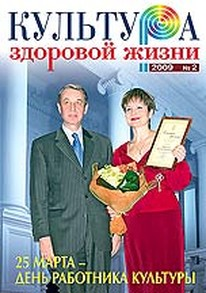 КУЛЬТУРА
здоровой жизни
2009 № 2
25 МАРТА –
ДЕНЬ РАБОТНИКА КУЛЬТУРЫ